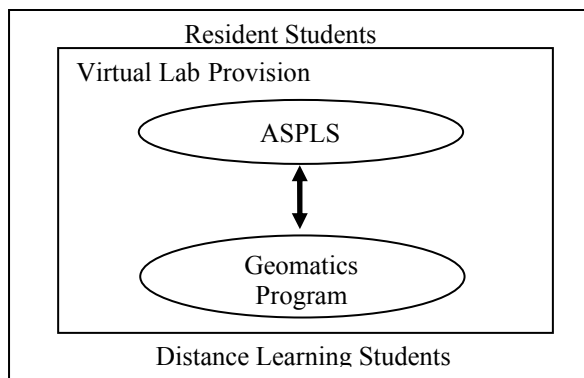 Resident Students
Virtual Lab Provision
ASPLS
Geomatics
Program
Distance Learning Students